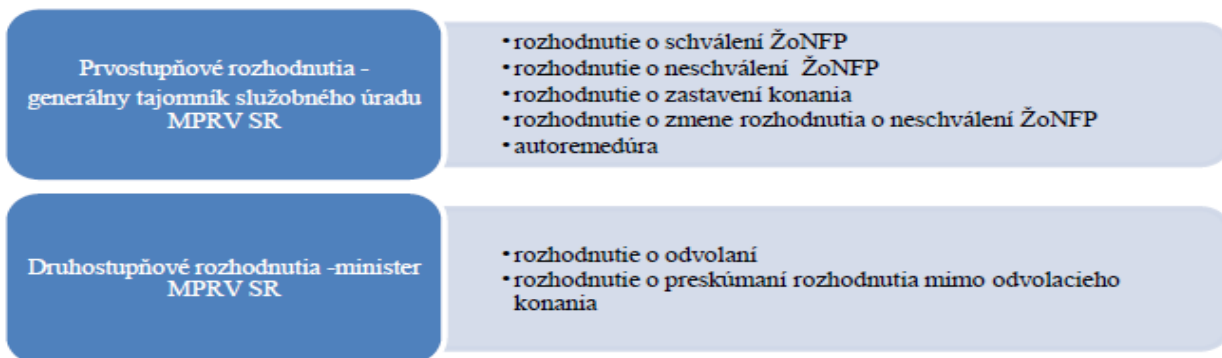 Prvostupňové rozhodnutia -
generálny tajomník služobného úradu
MPRV SR
• rozhodnutie o schválení ŽoNFP
• rozhodnutie o neschválení ŽoNFP
• rozhodnutie o zastavení konania
• rozhodnutie o zmene rozhodnutia o neschválení ŽoNFP
• autoremedúra
Druhostupňové rozhodnutia -minister
MPRV SR
• rozhodnutie o odvolaní
• rozhodnutie o preskúmaní rozhodnutia mimo odvolacieho
konania